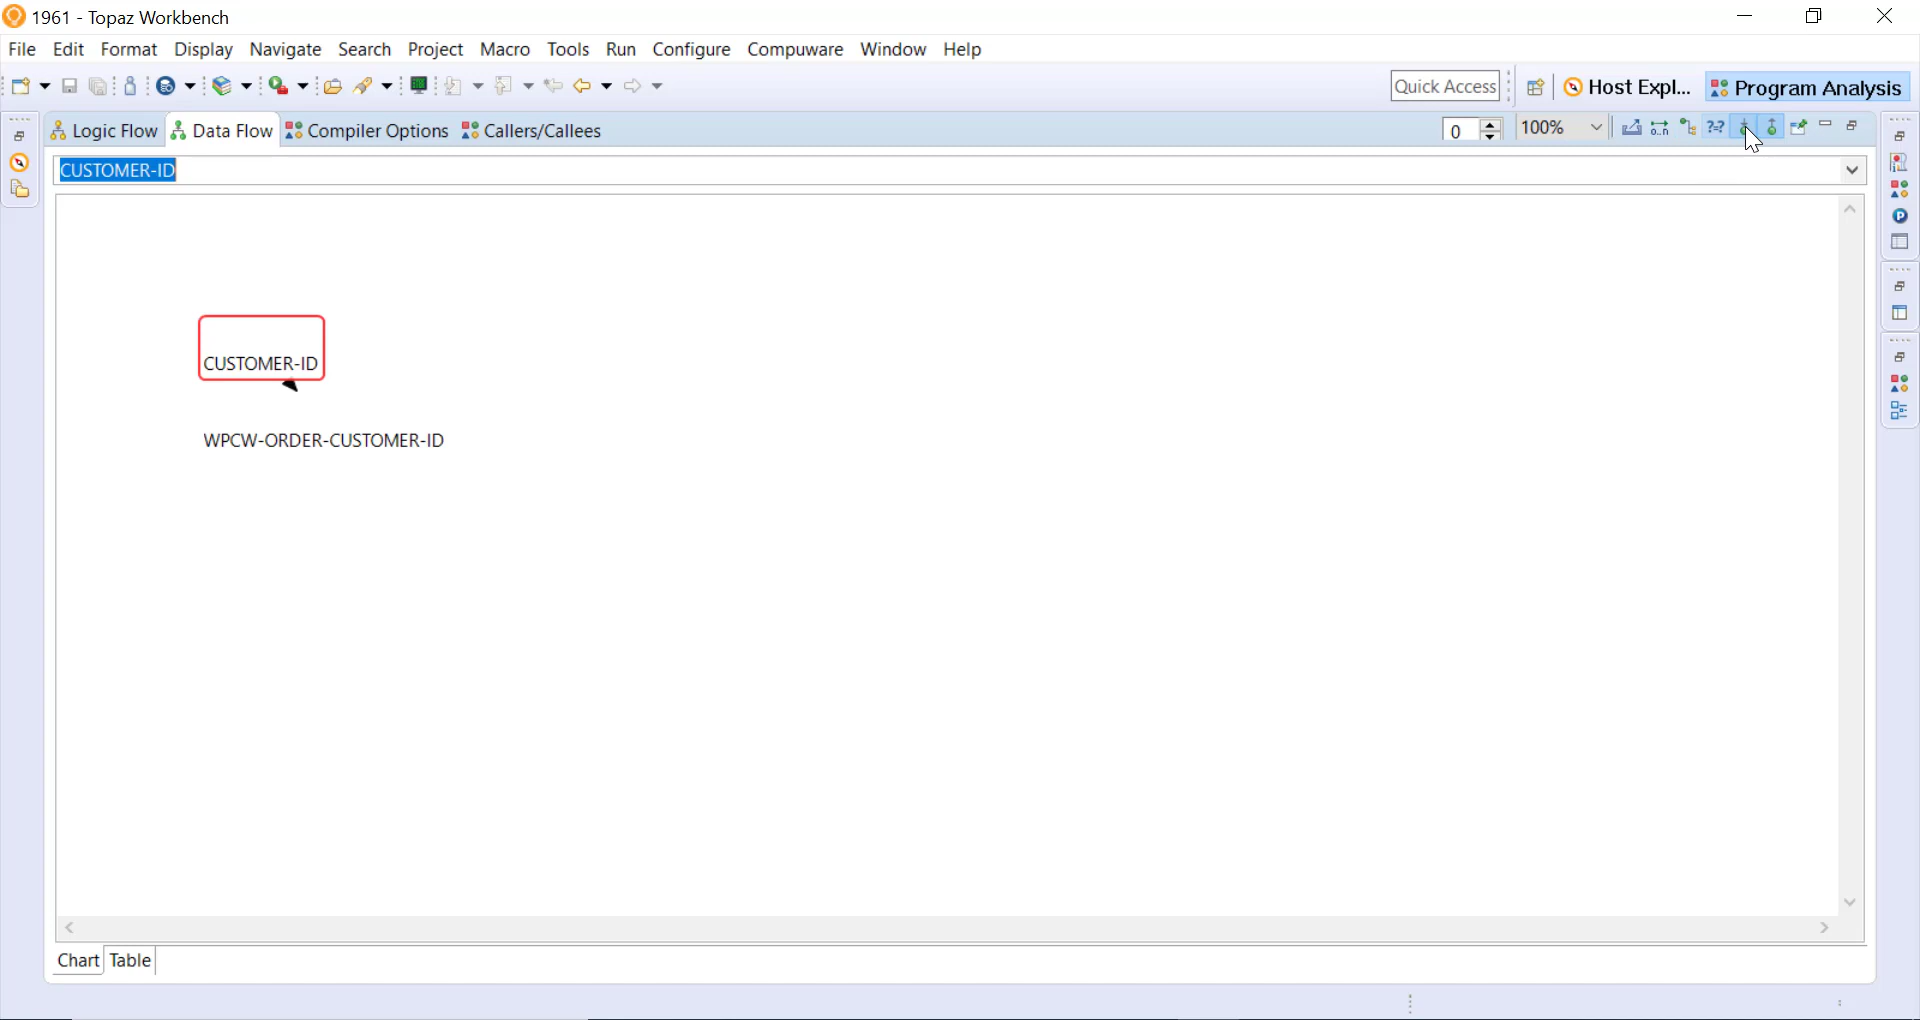 1961 - Topaz Workbench
File Edit Format Display Navigate Search Project Macro Tools Run Configure Compuware Window Help
Quick Access Host Expl... Program Analysis
Logic Flow Data Flow Compiler Options Callers/Callees 0 100%
CUSTOMER-ID
CUSTOMER-ID
WPCW-ORDER-CUSTOMER-ID
Chart Table